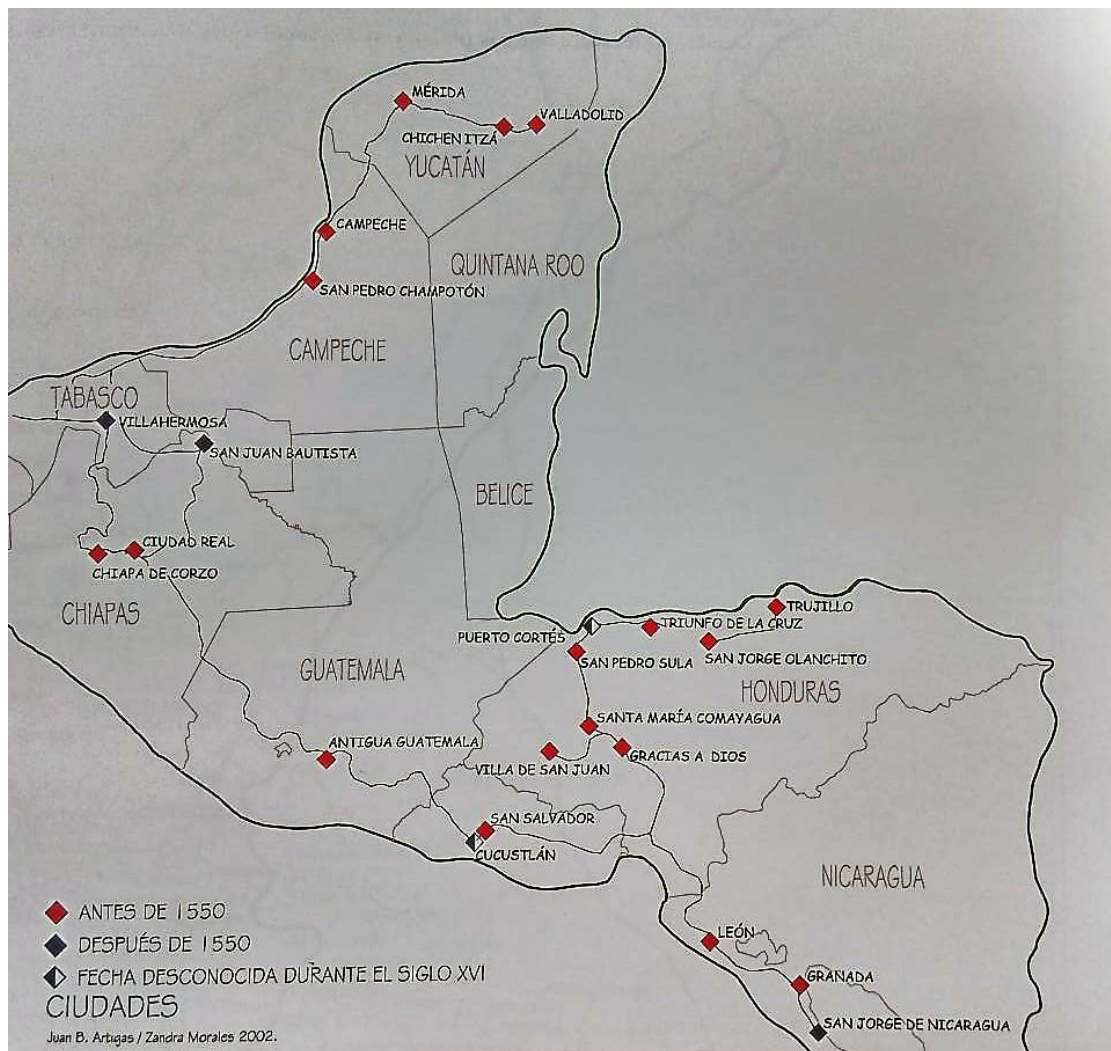 MÉRIDA
VALLADOLID
CHICHEN ITZÁ
YUCATÁN
CAMPECHE
QUINTANA ROO
SAN PEDRO CHAMPOTÓN
CAMPECHE
TABASCO
VILLAHERMOSA
SAN JUAN BAUTISTA
BELICE
CIUDAD REAL
CHIAPA DE CORZO
CHIAPAS
TRUJILLO
TRIUNFO DE LA CRUZ
PUERTO CORTÉS
SAN PEDRO SULA
SAN JORGE OLANCHITO
GUATEMALA
HONDURAS
SANTA MARÍA COMAYAGUA
ANTIGUA GUATEMALA
GRACIAS A DIOS
VILLA DE SAN JUAN
SAN SALVADOR
CUCUSTLÁN
NICARAGUA
ANTES DE 1550
LEÓN
DESPUÉS DE 1550
FECHA DESCONOCIDA DURANTE EL SIGLO XVI
GRANADA
CIUDADES
SAN JORGE DE NICARAGUA
Juan B. Artigas / Zandra Morales 2002.